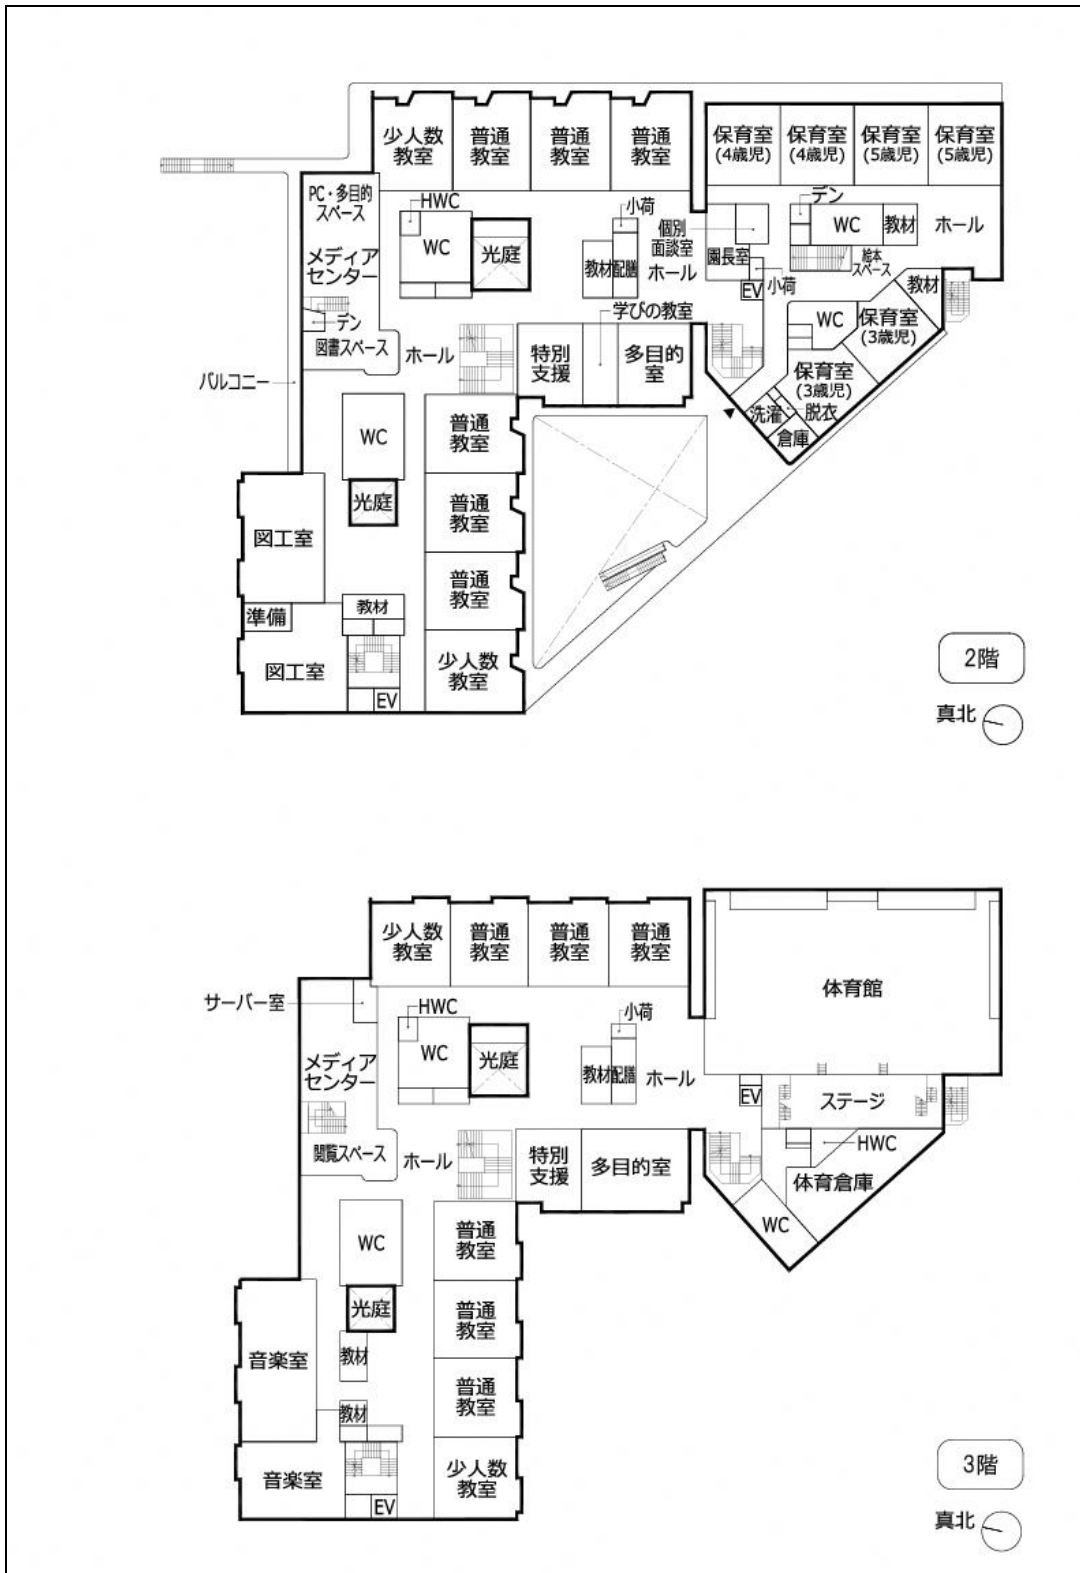 少人数
教室
普通
教室
普通
教室
普通
教室
保育室
(4歳児)
保育室
(4歳児)
保育室
(5歳児)
保育室
(5歳児)
PC・多目的
スペース
HWC
WC
光庭
小荷
教材
配膳
個別
面談室
ホール
園長室
デン
WC
教材
ホール
絵本
スペース
メディア
センター
EV
小荷
教材
デン
学びの教室
WC
保育室
(3歳児)
図書スペース
ホール
特別
支援
多目的
室
保育室
(3歳児)
バルコニー
洗濯
脱衣
倉庫
WC
普通
教室
光庭
普通
教室
図工室
普通
教室
教材
準備
図工室
少人数
教室
EV
2階
真北
少人数
教室
普通
教室
普通
教室
普通
教室
体育館
サーバー室
HWC
WC
光庭
小荷
教材
配膳
ホール
メディア
センター
EV
ステージ
閲覧スペース
ホール
特別
支援
多目的室
HWC
体育倉庫
WC
WC
普通
教室
光庭
普通
教室
音楽室
教材
普通
教室
教材
音楽室
少人数
教室
EV
3階
真北